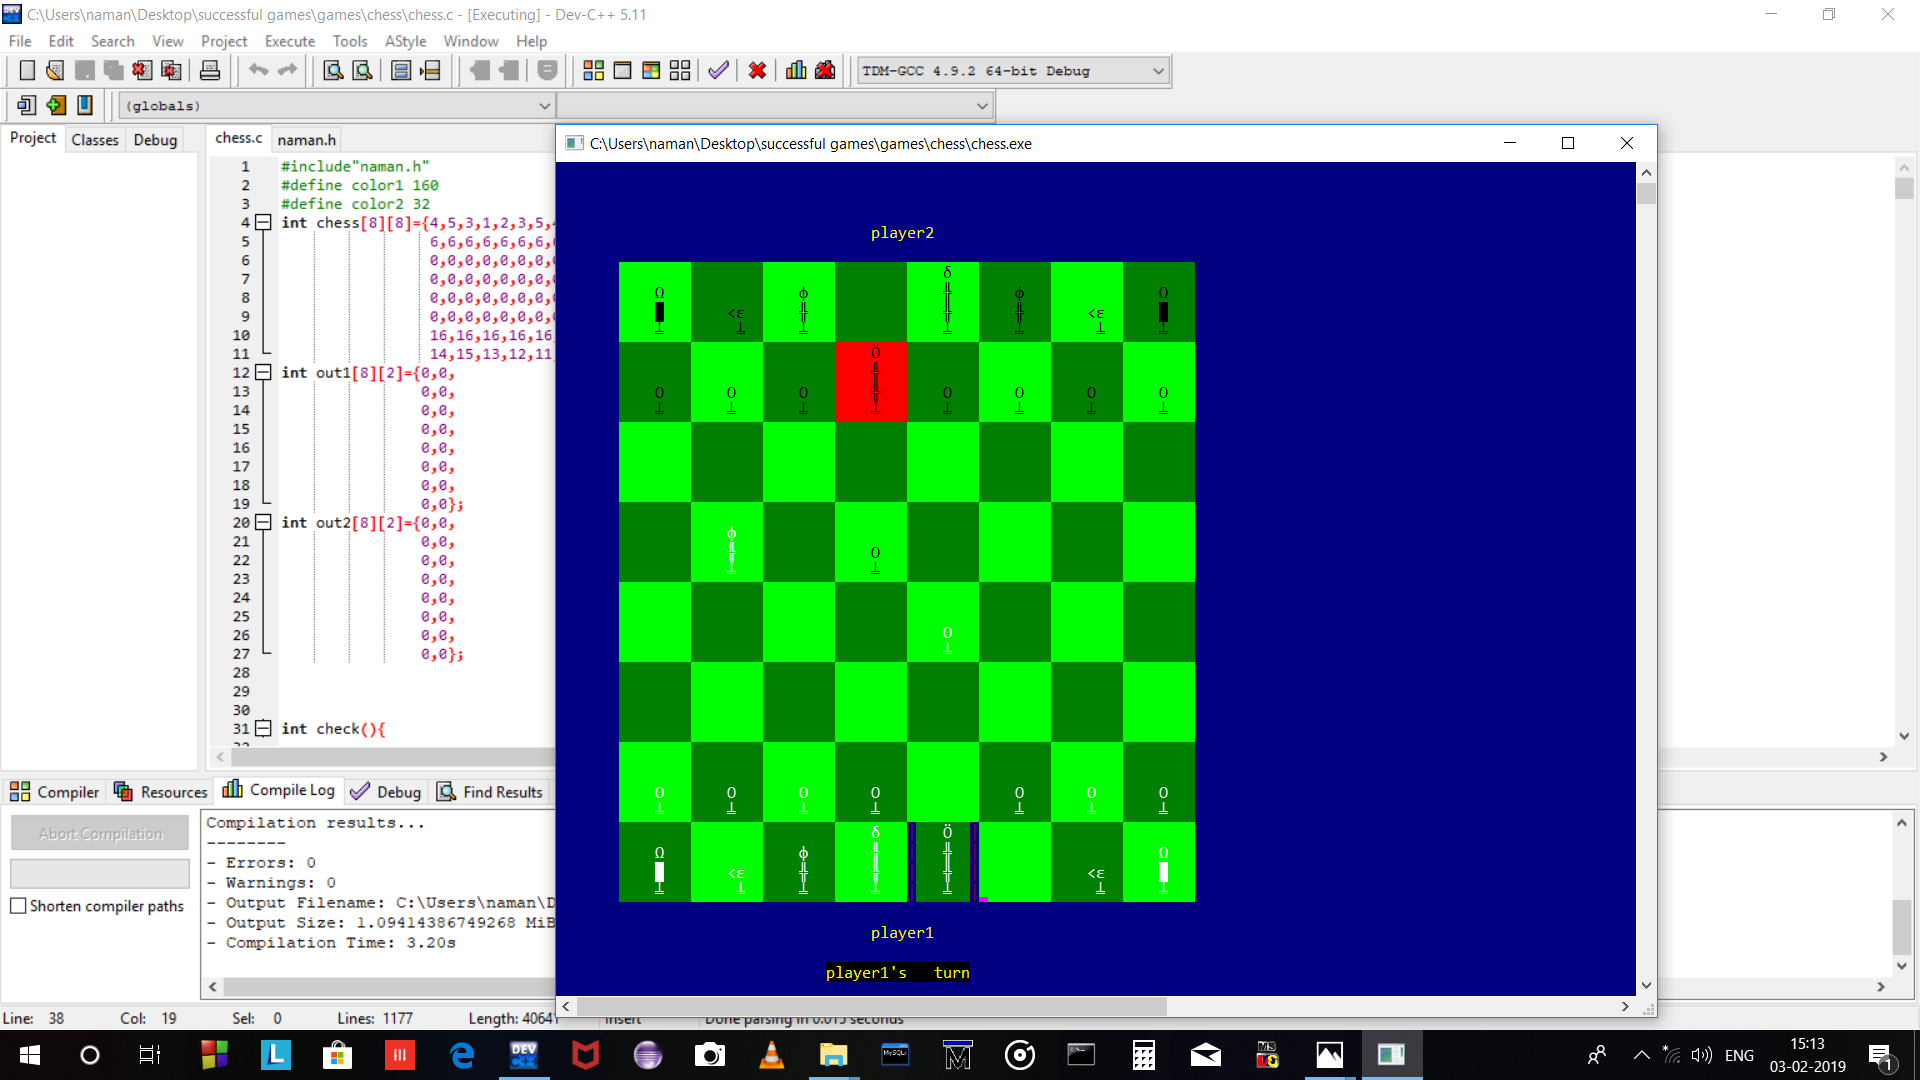 C:\Users\naman\Desktop\successful games\games\chess\chess.c - [Executing] - Dev-C++ 5.11
File Edit Search View Project Execute Tools AStyle Window Help
TDM-GCC 4.9.2 64-bit Debug
(globals)
Project Classes Debug
chess.c naman.h
1 #include"naman.h"
2 #define color1 160
3 #define color2 32
4 int chess[8][8]={4,5,3,1,2,3,5,
5 6,6,6,6,6,6,6,
6 0,0,0,0,0,0,0,
7 0,0,0,0,0,0,0,
8 0,0,0,0,0,0,0,
9 0,0,0,0,0,0,0,
10 16,16,16,16,16
11 14,15,13,12,11
12 int out1[8][2]={0,0,
13 0,0,
14 0,0,
15 0,0,
16 0,0,
17 0,0,
18 0,0,
19 0,0};
20 int out2[8][2]={0,0,
21 0,0,
22 0,0,
23 0,0,
24 0,0,
25 0,0,
26 0,0,
27 0,0};
28
29
30
31 int check(){
C:\Users\naman\Desktop\successful games\games\chess\chess.exe
player2
player1
player1's turn
Compiler Resources Compile Log Debug Find Results
Abort Compilation
Shorten compiler paths
Compilation results...
--------
- Errors: 0
- Warnings: 0
- Output Filename: C:\Users\naman\D
- Output Size: 1.09414386749268 MiB
- Compilation Time: 3.20s
Line: 38 Col: 19 Sel: 0 Lines: 1177 Length: 40641 Insert Done parsing in 0.015 seconds
ENG
15:13
03-02-2019
1